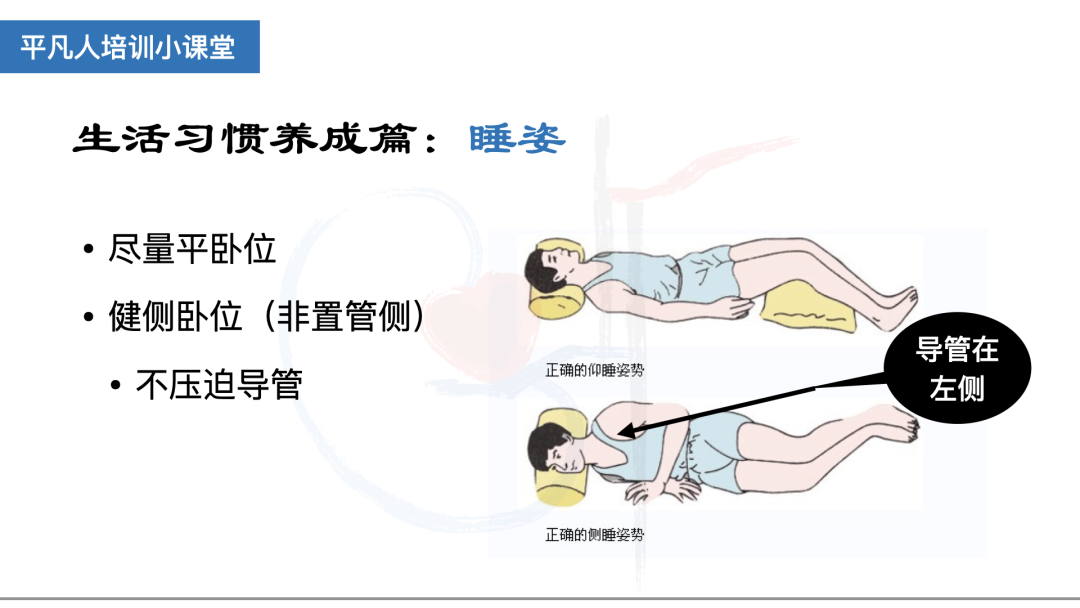 平凡人培训小课堂
生活习惯养成篇：睡姿
• 尽量平卧位
• 健侧卧位（非置管侧）
• 不压迫导管
正确的仰睡姿势
导管在
左侧
正确的侧睡姿势